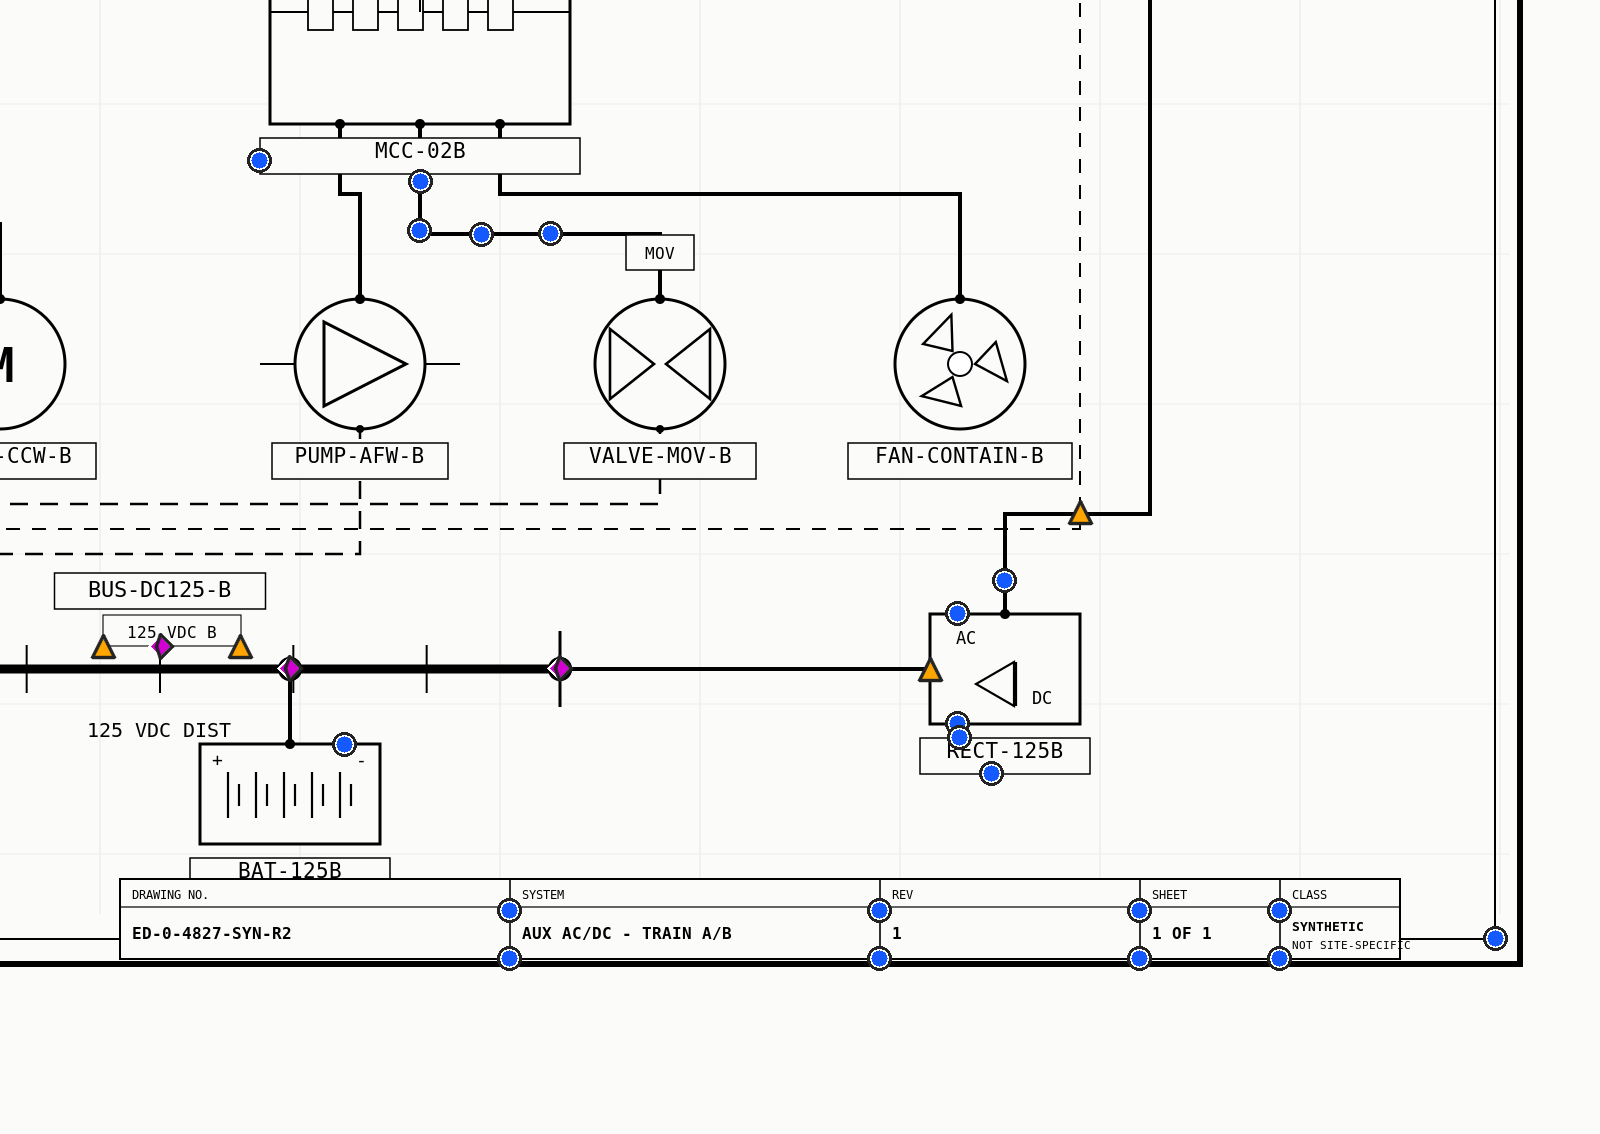 MCC-02B
MOV
M
-CCW-B
PUMP-AFW-B
VALVE-MOV-B
FAN-CONTAIN-B
BUS-DC125-B
125 VDC B
AC
DC
125 VDC DIST
+ -
RECT-125B
BAT-125B
DRAWING NO. SYSTEM REV SHEET CLASS
ED-0-4827-SYN-R2 AUX AC/DC - TRAIN A/B 1 1 OF 1 SYNTHETIC
NOT SITE-SPECIFIC